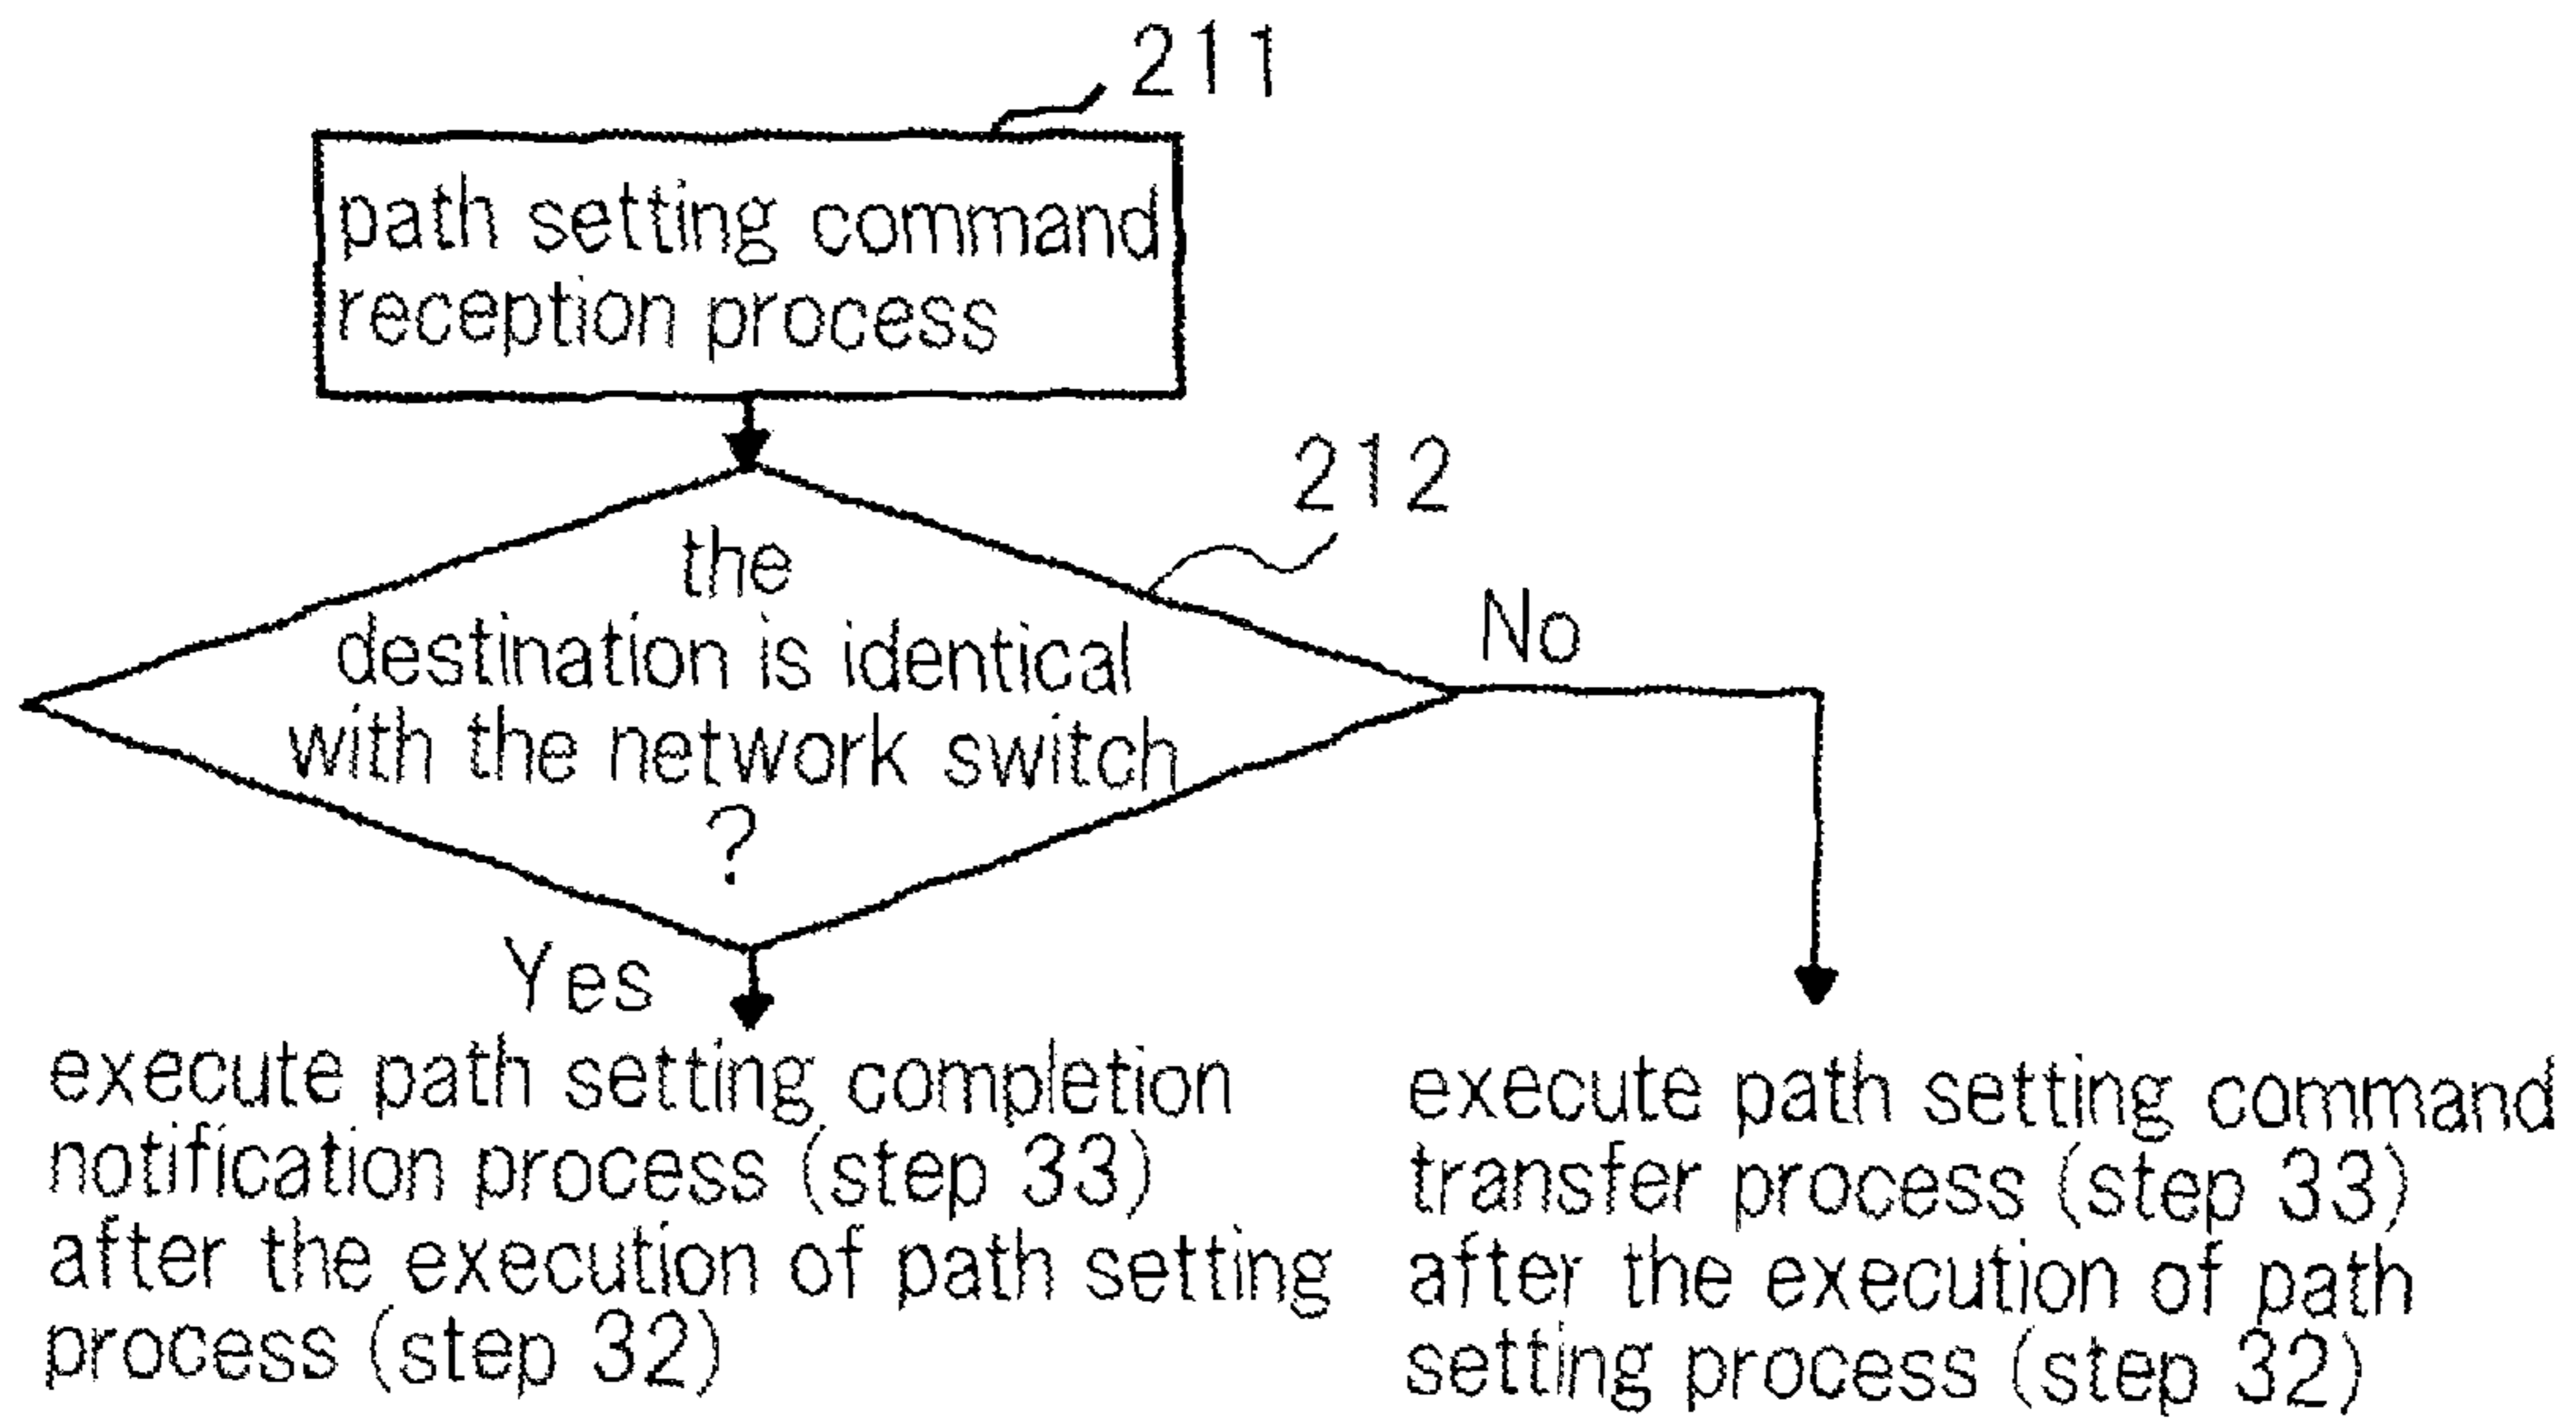 211
path setting command
reception process
212
the
destination is identical
with the network switch
?
No
Yes
execute path setting completion
notification process (step 33)
after the execution of path setting
process (step 32)
execute path setting command
transfer process (step 33)
after the execution of path
setting process (step 32)